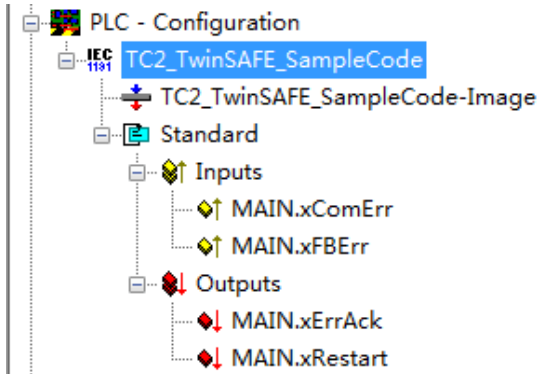 PLC - Configuration
IEC
1131
TC2_TwinSAFE_SampleCode
TC2_TwinSAFE_SampleCode-Image
Standard
Inputs
MAIN.xComErr
MAIN.xFBErr
Outputs
MAIN.xErrAck
MAIN.xRestart